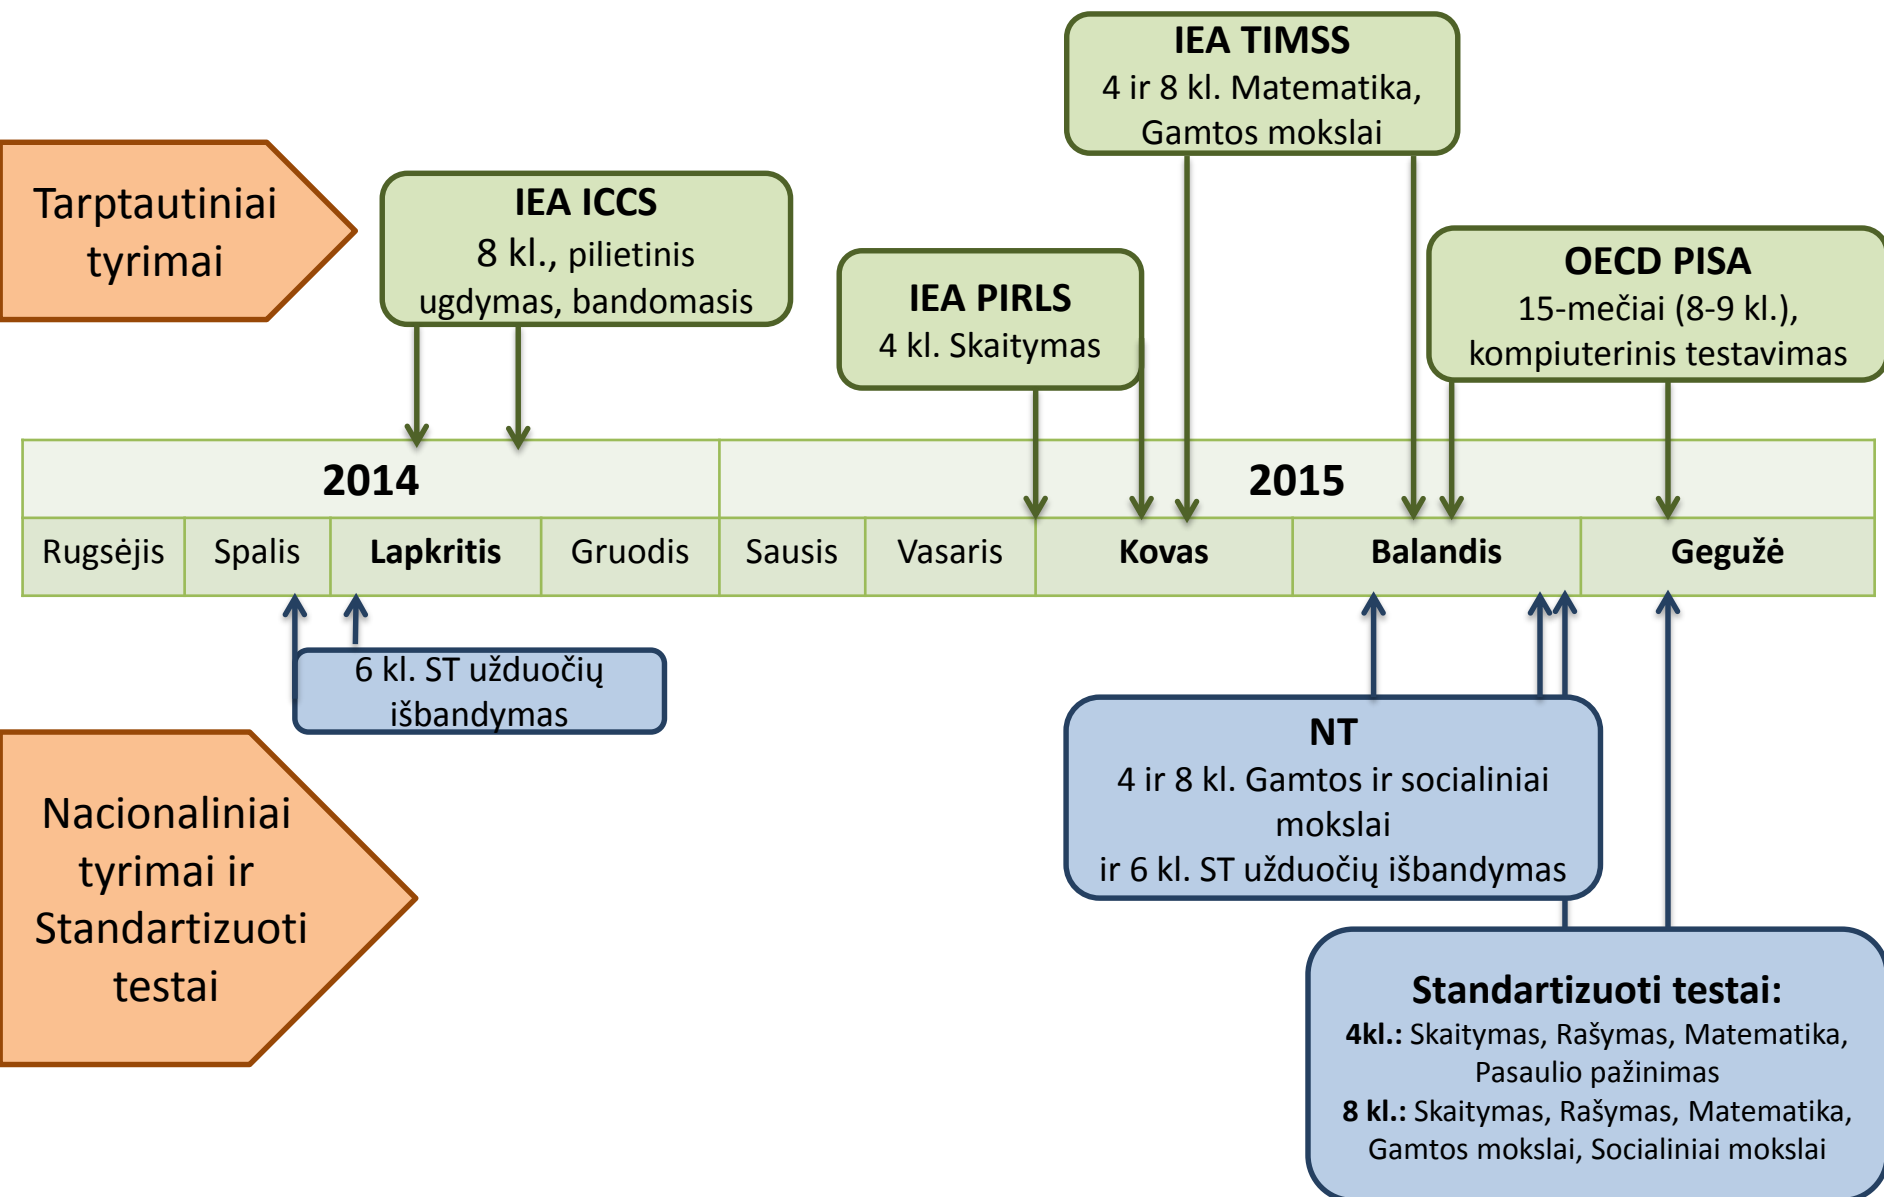 IEA TIMSS
4 ir 8 kl. Matematika,
Gamtos mokslai
Tarptautiniai
tyrimai
IEA ICCS
8 kl., pilietinis
ugdymas, bandomasis
IEA PIRLS
4 kl. Skaitymas
OECD PISA
15-mečiai (8-9 kl.),
kompiuterinis testavimas
2014 2015
Rugsėjis Spalis Lapkritis Gruodis Sausis Vasaris Kovas Balandis Gegužė
6 kl. ST užduočių
išbandymas
Nacionaliniai
tyrimai ir
Standartizuoti
testai
NT
4 ir 8 kl. Gamtos ir socialiniai
mokslai
ir 6 kl. ST užduočių išbandymas
Standartizuoti testai:
4kl.: Skaitymas, Rašymas, Matematika,
Pasaulio pažinimas
8 kl.: Skaitymas, Rašymas, Matematika,
Gamtos mokslai, Socialiniai mokslai